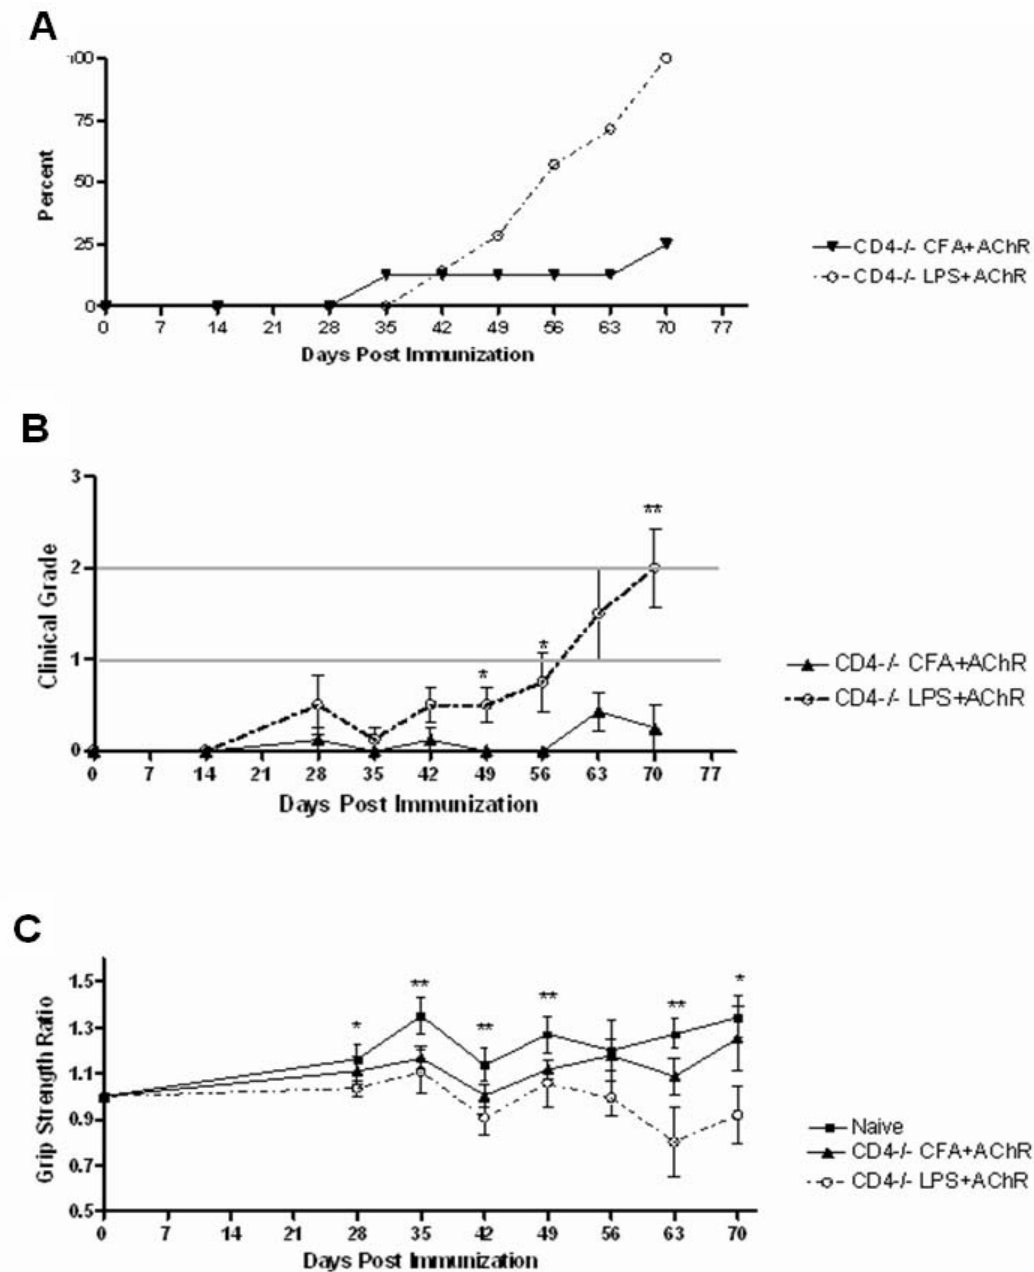 A
100
75
50
25
0
Percent
0 7 14 21 28 35 42 49 56 63 70 77
Days Post Immunization
CD4-/- CFA+AChR
CD4-/- LPS+AChR
B
3
2
1
0
Clinical Grade
* * **
0 7 14 21 28 35 42 49 56 63 70 77
Days Post Immunization
CD4-/- CFA+AChR
CD4-/- LPS+AChR
C
1.5
1.3
1.1
0.9
0.7
0.5
Grip Strength Ratio
* ** ** ** ** *
0 7 14 21 28 35 42 49 56 63 70
Days Post Immunization
Naive
CD4-/- CFA+AChR
CD4-/- LPS+AChR